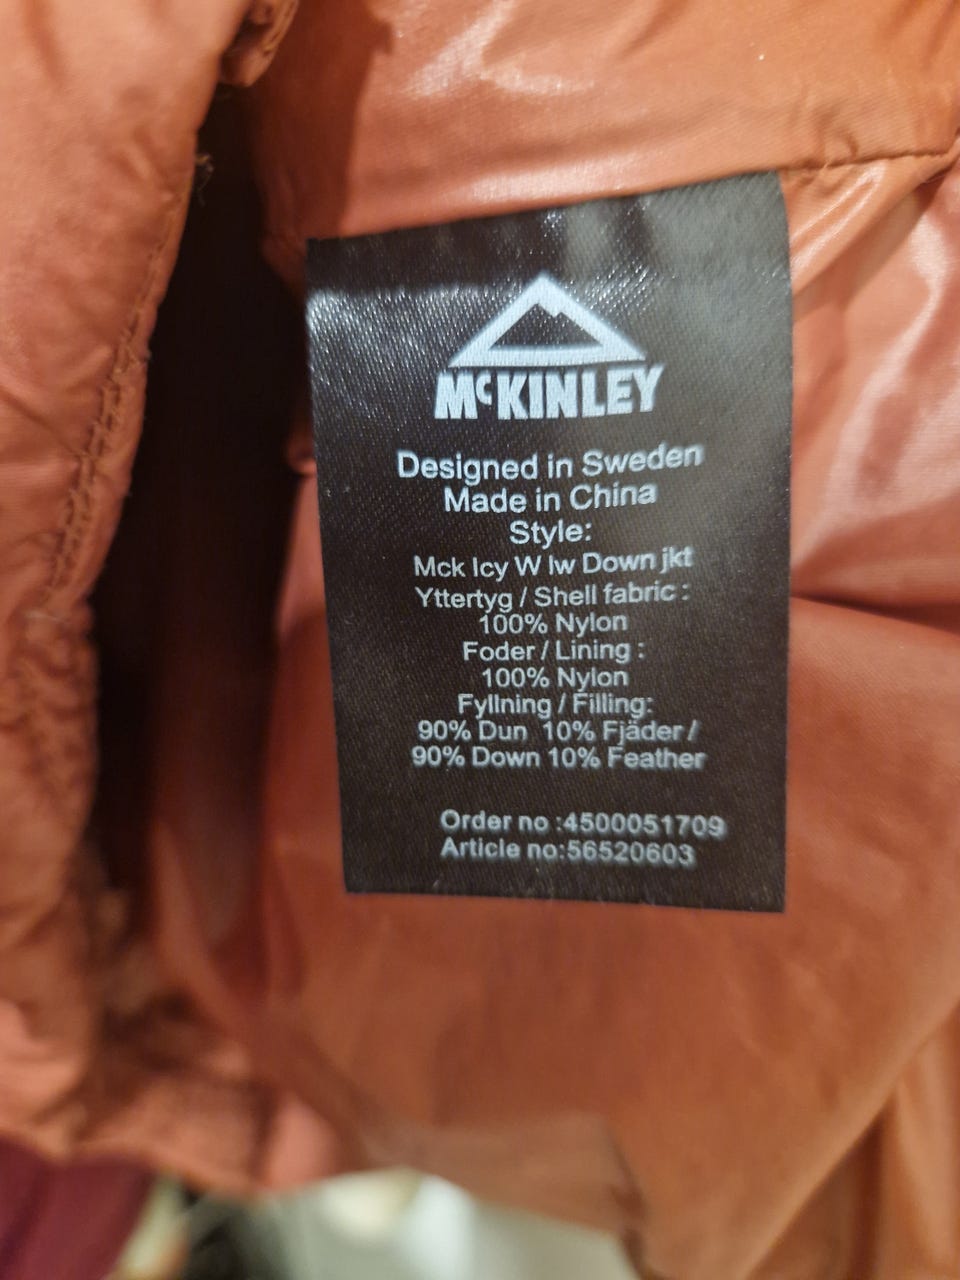 McKINLEY
Designed in Sweden
Made in China
Style:
Mck Icy W lw Down jkt
Yttertyg / Shell fabric :
100% Nylon
Foder / Lining :
100% Nylon
Fyllning / Filling:
90% Dun 10% Fjäder /
90% Down 10% Feather
Order no :4500051709
Article no:56520603